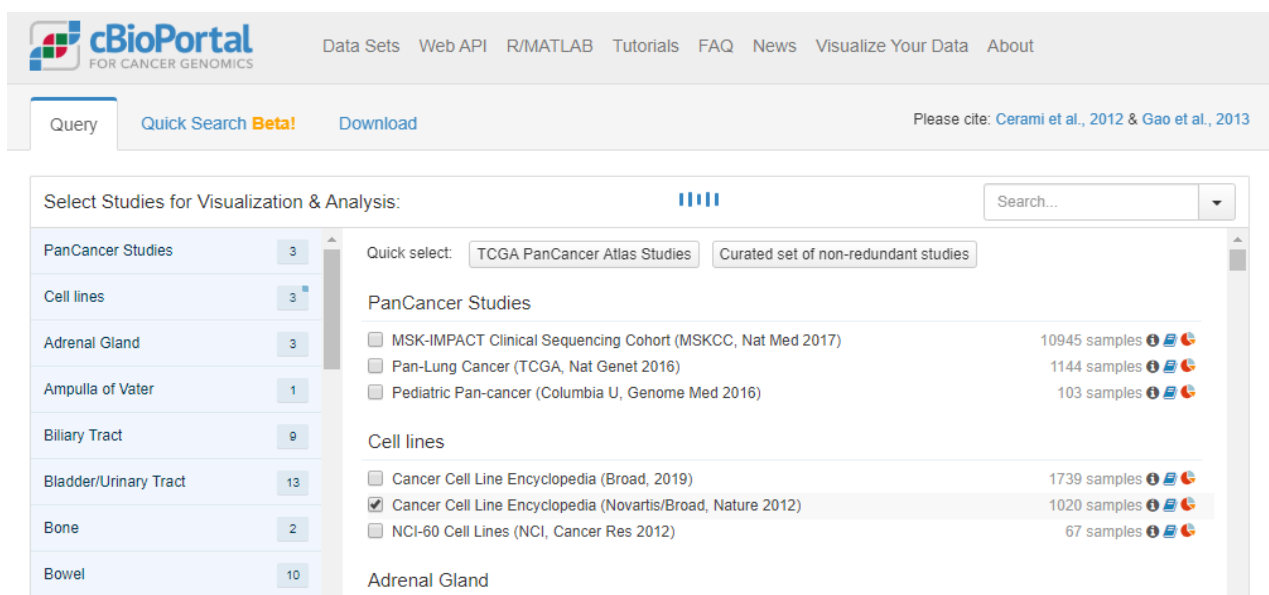 cBioPortal
FOR CANCER GENOMICS
Data Sets Web API R/MATLAB Tutorials FAQ News Visualize Your Data About
Query Quick Search Beta! Download Please cite: Cerami et al., 2012 & Gao et al., 2013
Select Studies for Visualization & Analysis: Search...
PanCancer Studies 3
Cell lines 3
Adrenal Gland 3
Ampulla of Vater 1
Biliary Tract 9
Bladder/Urinary Tract 13
Bone 2
Bowel 10
Quick select: TCGA PanCancer Atlas Studies Curated set of non-redundant studies
PanCancer Studies
MSK-IMPACT Clinical Sequencing Cohort (MSKCC, Nat Med 2017) 10945 samples
Pan-Lung Cancer (TCGA, Nat Genet 2016) 1144 samples
Pediatric Pan-cancer (Columbia U, Genome Med 2016) 103 samples
Cell lines
Cancer Cell Line Encyclopedia (Broad, 2019) 1739 samples
Cancer Cell Line Encyclopedia (Novartis/Broad, Nature 2012) 1020 samples
NCI-60 Cell Lines (NCI, Cancer Res 2012) 67 samples
Adrenal Gland